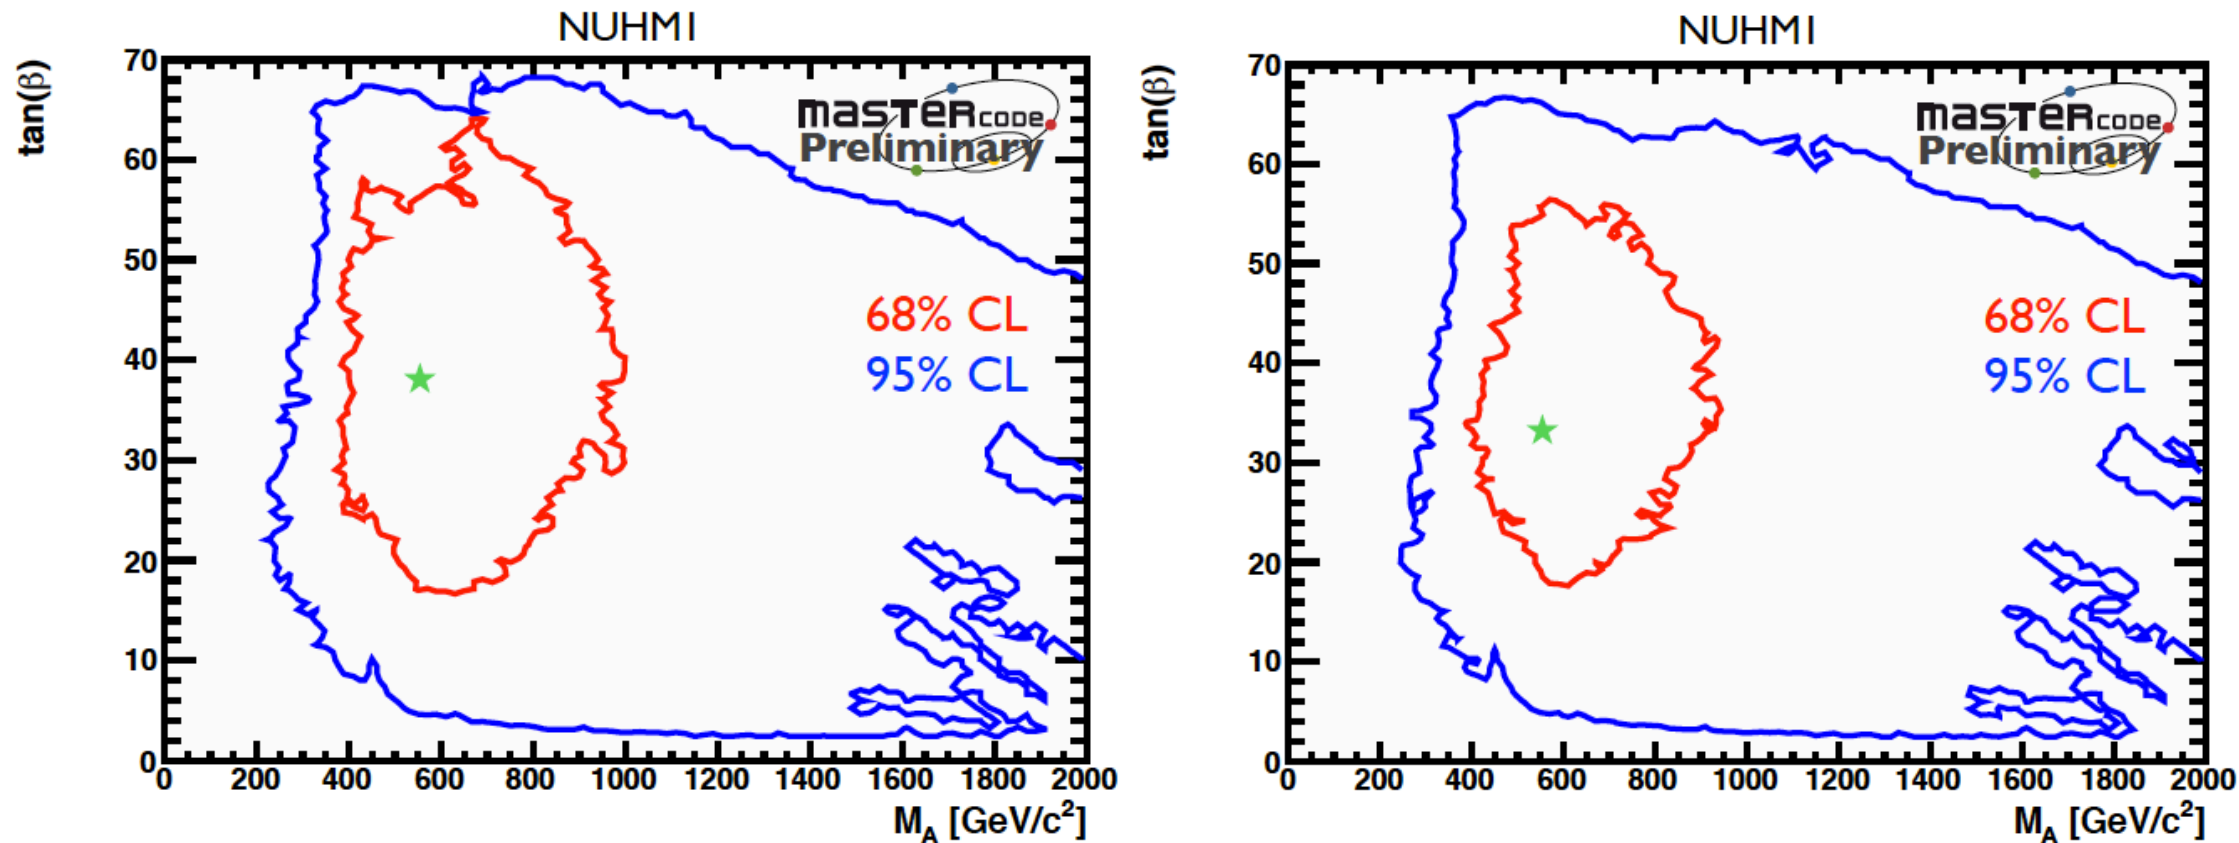 NUHM1
tan(β)
70
60
50
40
30
20
10
0
MASTERCODE
Preliminary
68% CL
95% CL
0 200 400 600 800 1000 1200 1400 1600 1800 2000
M_A [GeV/c²]
NUHM1
tan(β)
70
60
50
40
30
20
10
0
MASTERCODE
Preliminary
68% CL
95% CL
0 200 400 600 800 1000 1200 1400 1600 1800 2000
M_A [GeV/c²]